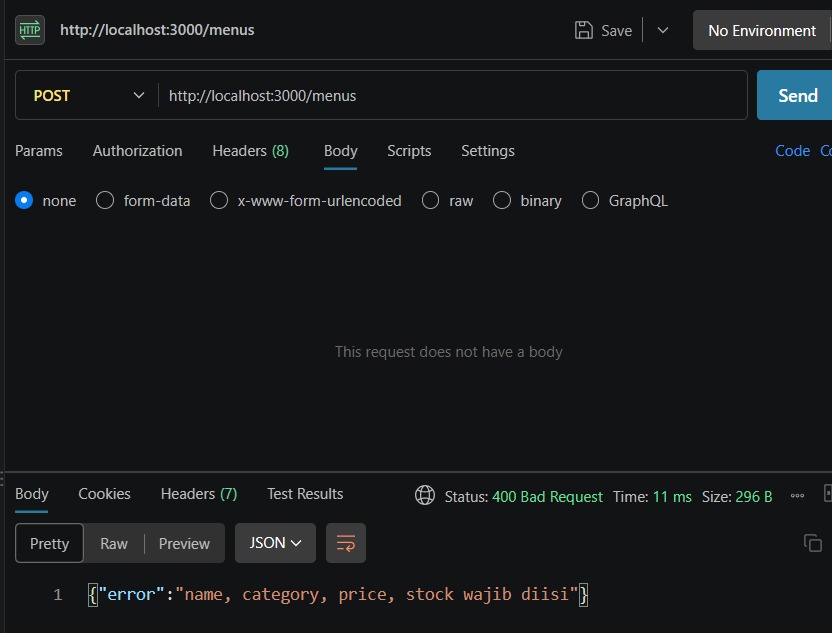 HTTP http://localhost:3000/menus Save No Environment
POST http://localhost:3000/menus Send
Params Authorization Headers (8) Body Scripts Settings Code
none form-data x-www-form-urlencoded raw binary GraphQL
This request does not have a body
Body Cookies Headers (7) Test Results Status: 400 Bad Request Time: 11 ms Size: 296 B
Pretty Raw Preview JSON
1 {"error":"name, category, price, stock wajib diisi"}